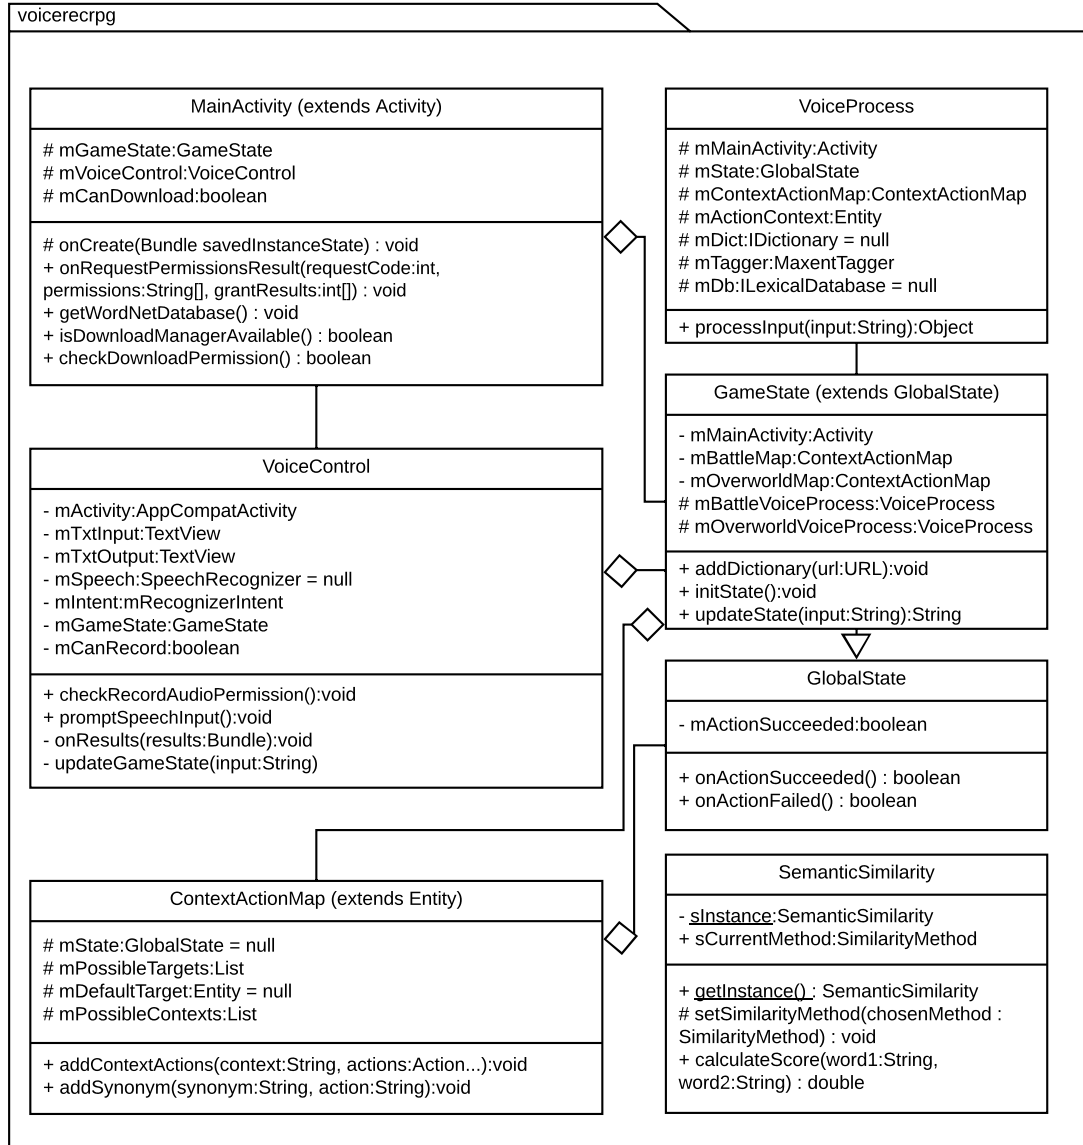 voicerecrpg
MainActivity (extends Activity)
# mGameState:GameState
# mVoiceControl:VoiceControl
# mCanDownload:boolean
# onCreate(Bundle savedInstanceState) : void
+ onRequestPermissionsResult(requestCode:int,
permissions:String[], grantResults:int[]) : void
+ getWordNetDatabase() : void
+ isDownloadManagerAvailable() : boolean
+ checkDownloadPermission() : boolean
VoiceControl
- mActivity:AppCompatActivity
- mTxtInput:TextView
- mTxtOutput:TextView
- mSpeech:SpeechRecognizer = null
- mIntent:mRecognizerIntent
- mGameState:GameState
- mCanRecord:boolean
+ checkRecordAudioPermission():void
+ promptSpeechInput():void
- onResults(results:Bundle):void
- updateGameState(input:String)
ContextActionMap (extends Entity)
# mState:GlobalState = null
# mPossibleTargets:List
# mDefaultTarget:Entity = null
# mPossibleContexts:List
+ addContextActions(context:String, actions:Action...):void
+ addSynonym(synonym:String, action:String):void
VoiceProcess
# mMainActivity:Activity
# mState:GlobalState
# mContextActionMap:ContextActionMap
# mActionContext:Entity
# mDict:IDictionary = null
# mTagger:MaxentTagger
# mDb:ILexicalDatabase = null
+ processInput(input:String):Object
GameState (extends GlobalState)
- mMainActivity:Activity
- mBattleMap:ContextActionMap
- mOverworldMap:ContextActionMap
# mBattleVoiceProcess:VoiceProcess
# mOverworldVoiceProcess:VoiceProcess
+ addDictionary(url:URL):void
+ initState():void
+ updateState(input:String):String
GlobalState
- mActionSucceeded:boolean
+ onActionSucceeded() : boolean
+ onActionFailed() : boolean
SemanticSimilarity
- sInstance:SemanticSimilarity
+ sCurrentMethod:SimilarityMethod
+ getInstance() : SemanticSimilarity
# setSimilarityMethod(chosenMethod :
SimilarityMethod) : void
+ calculateScore(word1:String,
word2:String) : double